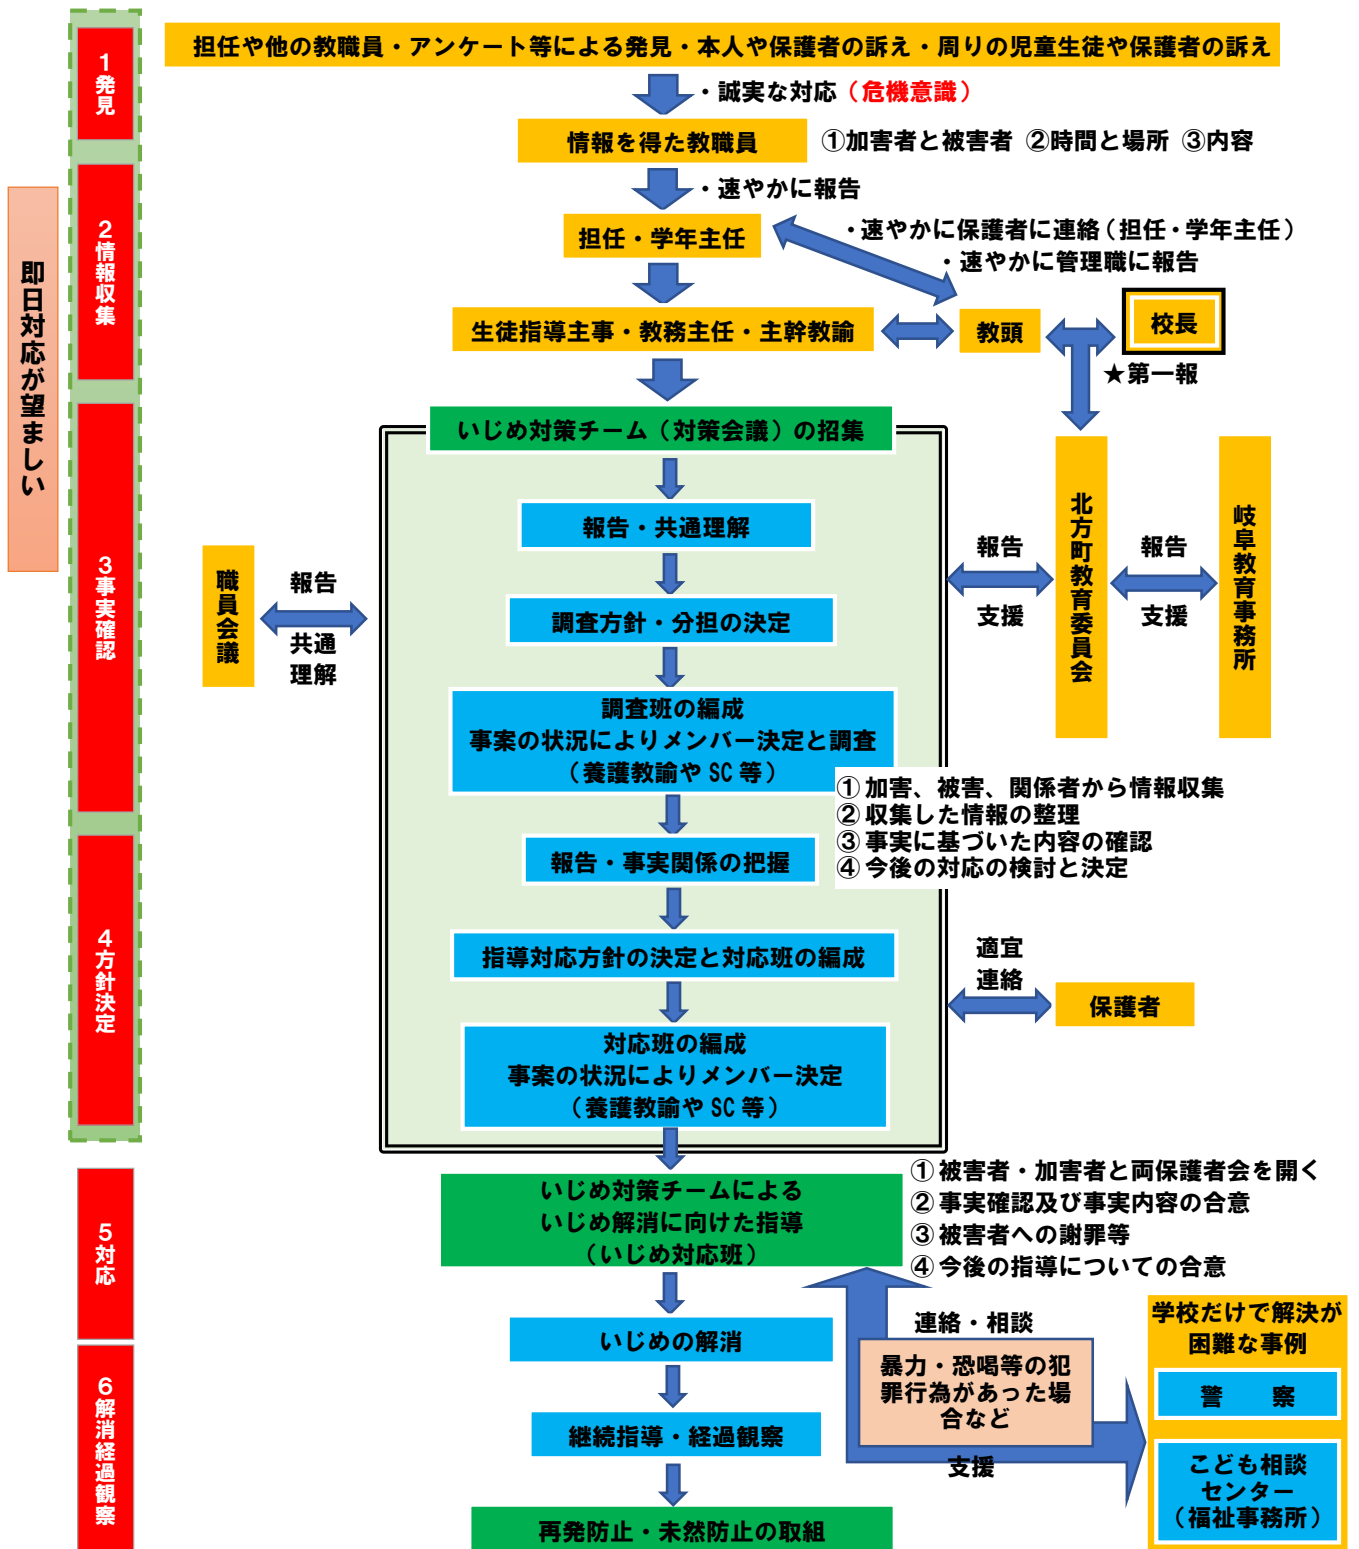 担任や他の教職員・アンケート等による発見・本人や保護者の訴え・周りの児童生徒や保護者の訴え
1発見
・誠実な対応（危機意識）
情報を得た教職員
①加害者と被害者 ②時間と場所 ③内容
・速やかに報告
2情報収集
即日対応が望ましい
担任・学年主任
・速やかに保護者に連絡（担任・学年主任）
・速やかに管理職に報告
生徒指導主事・教務主任・主幹教諭
教頭
校長
★第一報
いじめ対策チーム（対策会議）の招集
3事実確認
報告・共通理解
職員会議
報告
共通
理解
報告
支援
北方町教育委員会
報告
支援
岐阜教育事務所
調査方針・分担の決定
調査班の編成
事案の状況によりメンバー決定と調査
（養護教諭や SC 等）
① 加害、被害、関係者から情報収集
② 収集した情報の整理
③ 事実に基づいた内容の確認
④ 今後の対応の検討と決定
報告・事実関係の把握
4方針決定
指導対応方針の決定と対応班の編成
適宜
連絡
保護者
対応班の編成
事案の状況によりメンバー決定
（養護教諭や SC 等）
5対応
いじめ対策チームによる
いじめ解消に向けた指導
（いじめ対応班）
① 被害者・加害者と両保護者会を開く
② 事実確認及び事実内容の合意
③ 被害者への謝罪等
④ 今後の指導についての合意
いじめの解消
連絡・相談
暴力・恐喝等の犯
罪行為があった場
合など
支援
学校だけで解決が
困難な事例
警　察
こども相談
センター
（福祉事務所）
6解消経過観察
継続指導・経過観察
再発防止・未然防止の取組